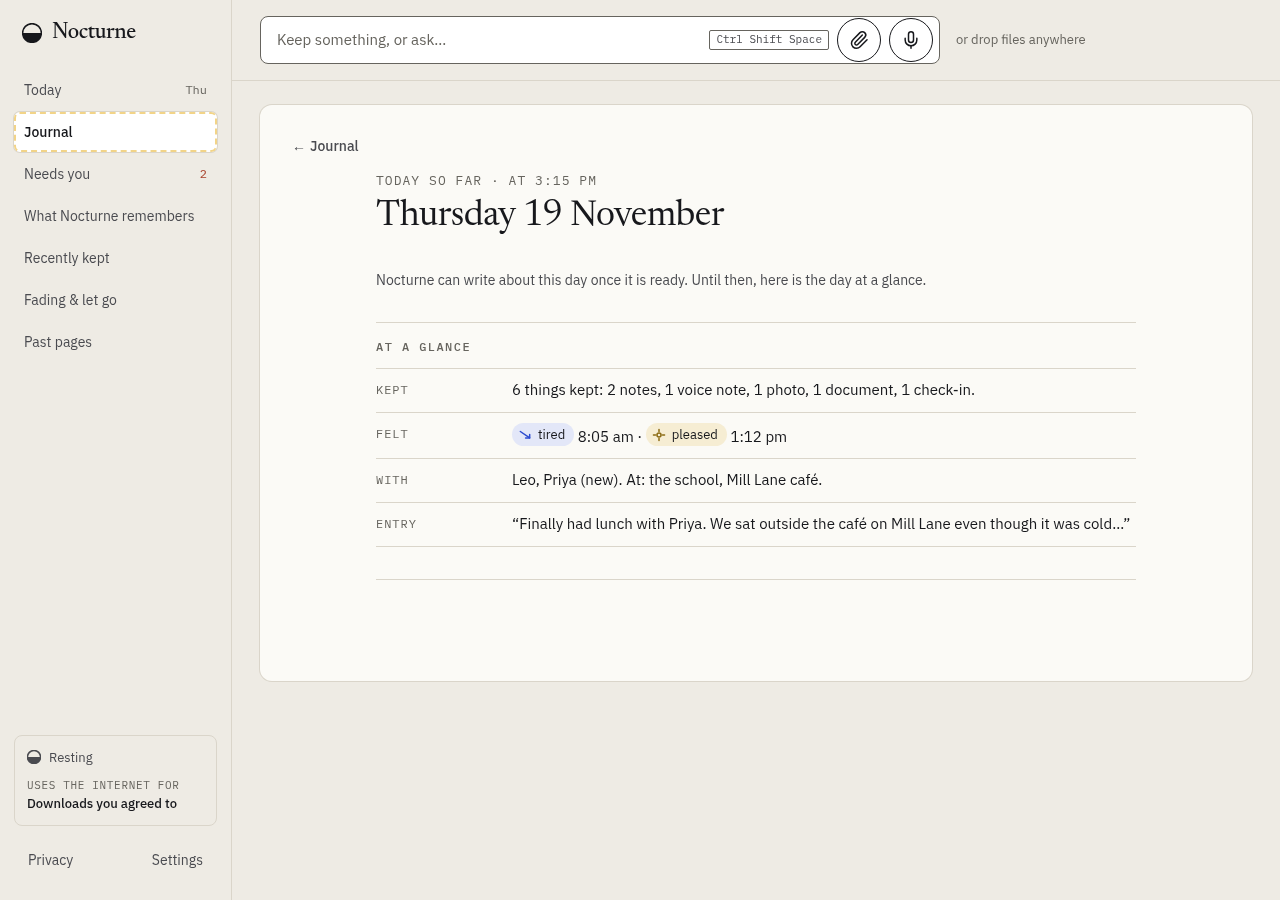 Nocturne
Today Thu
Journal
Needs you 2
What Nocturne remembers
Recently kept
Fading & let go
Past pages
Resting
USES THE INTERNET FOR
Downloads you agreed to
Privacy Settings
Keep something, or ask... Ctrl Shift Space or drop files anywhere
← Journal
TODAY SO FAR · AT 3:15 PM
Thursday 19 November
Nocturne can write about this day once it is ready. Until then, here is the day at a glance.
AT A GLANCE
KEPT 6 things kept: 2 notes, 1 voice note, 1 photo, 1 document, 1 check-in.
FELT tired 8:05 am · pleased 1:12 pm
WITH Leo, Priya (new). At: the school, Mill Lane café.
ENTRY “Finally had lunch with Priya. We sat outside the café on Mill Lane even though it was cold…”